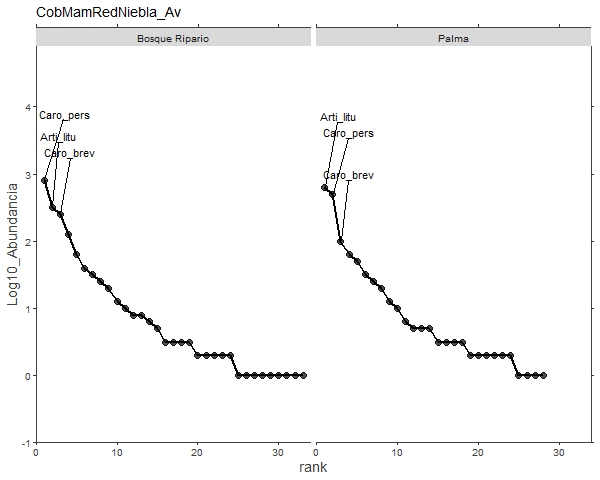 CobMamRedNiebla_Av
Bosque Ripario
Palma
Caro_pers
Arti_litu
Caro_brev
Arti_litu
Caro_pers
Caro_brev
Log10_Abundancia
4
3
2
1
0
-1
0 10 20 30
0 10 20 30
rank